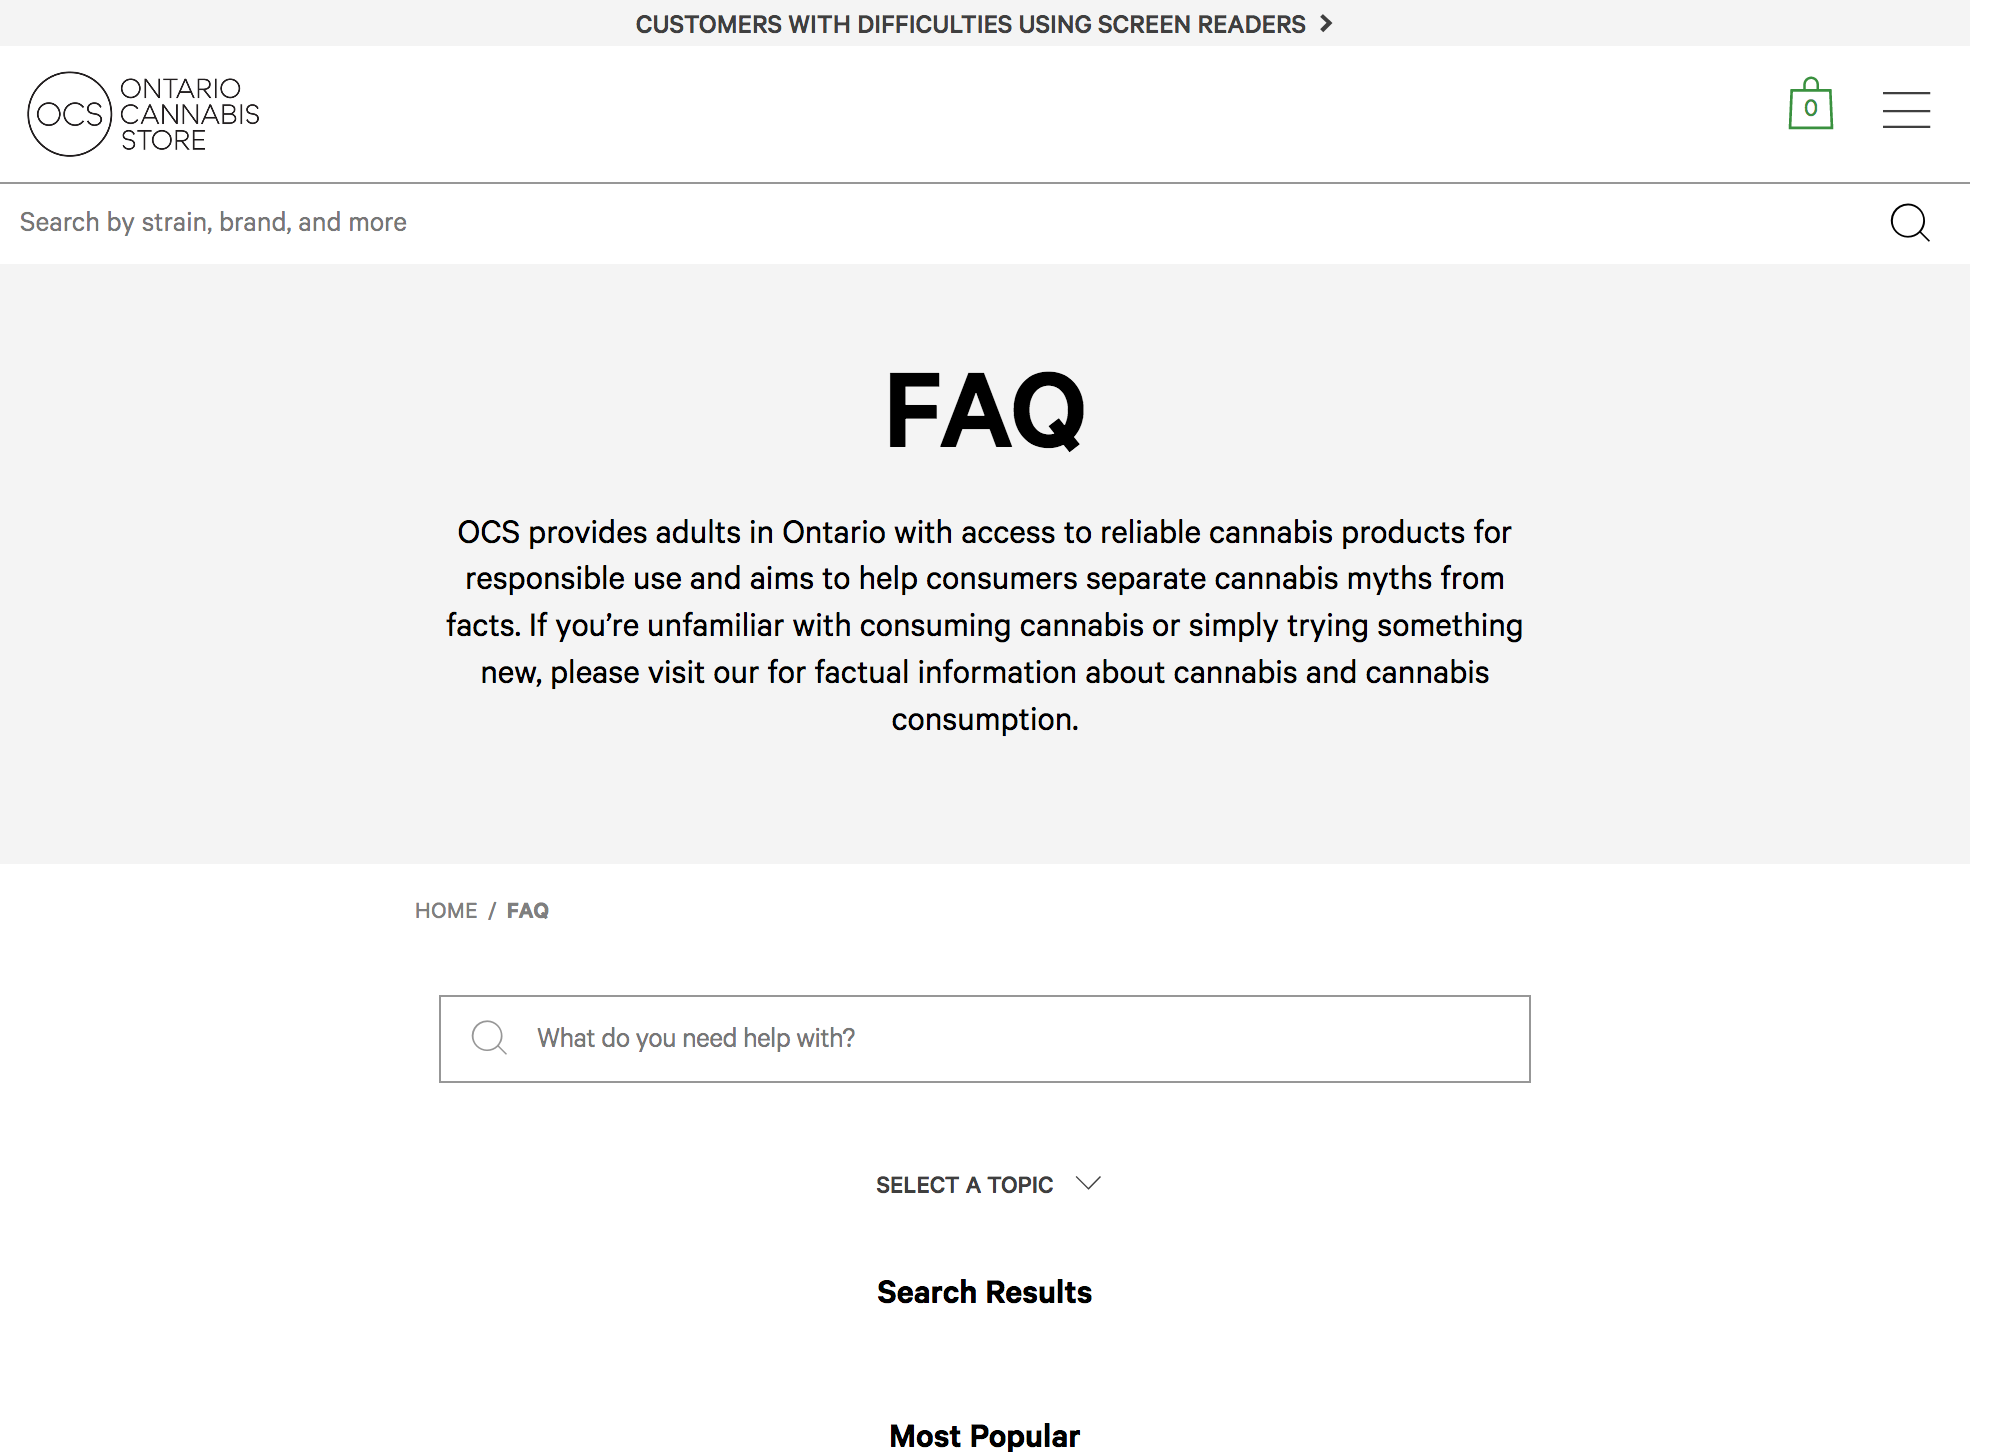 CUSTOMERS WITH DIFFICULTIES USING SCREEN READERS
OCS
ONTARIO
CANNABIS
STORE
0
Search by strain, brand, and more
FAQ
OCS provides adults in Ontario with access to reliable cannabis products for
responsible use and aims to help consumers separate cannabis myths from
facts. If you’re unfamiliar with consuming cannabis or simply trying something
new, please visit our for factual information about cannabis and cannabis
consumption.
HOME / FAQ
What do you need help with?
SELECT A TOPIC
Search Results
Most Popular